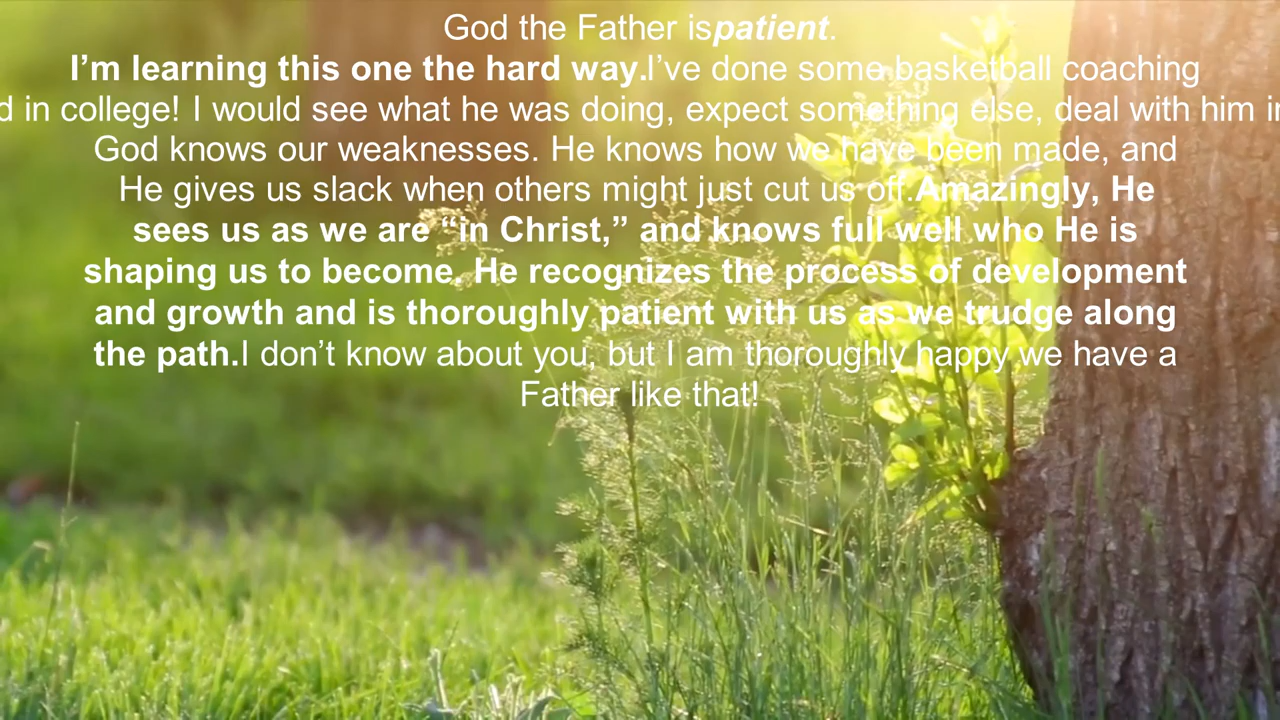 God the Father ispatient.
I’m learning this one the hard way.I’ve done some basketball coaching
in college! I would see what he was doing, expect something else, deal with him
God knows our weaknesses. He knows how we have been made, and
He gives us slack when others might just cut us off.Amazingly, He
sees us as we are “in Christ,” and knows full well who He is
shaping us to become. He recognizes the process of development
and growth and is thoroughly patient with us as we trudge along
the path.I don’t know about you, but I am thoroughly happy we have a
Father like that!